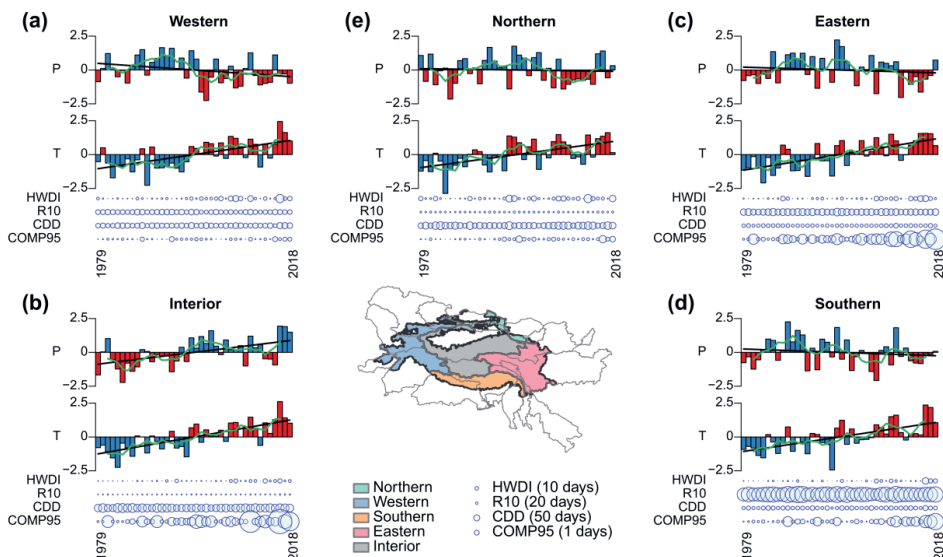 (a) Western
2.5
P 0
−2.5
2.5
T 0
−2.5
HWDI
R10
CDD
COMP95
1979 2018
(e) Northern
2.5
P 0
−2.5
2.5
T 0
−2.5
HWDI
R10
CDD
COMP95
1979 2018
(c) Eastern
2.5
P 0
−2.5
2.5
T 0
−2.5
HWDI
R10
CDD
COMP95
1979 2018
(b) Interior
2.5
P 0
−2.5
2.5
T 0
−2.5
HWDI
R10
CDD
COMP95
1979 2018
Northern
Western
Southern
Eastern
Interior
HWDI (10 days)
R10 (20 days)
CDD (50 days)
COMP95 (1 days)
(d) Southern
2.5
P 0
−2.5
2.5
T 0
−2.5
HWDI
R10
CDD
COMP95
1979 2018